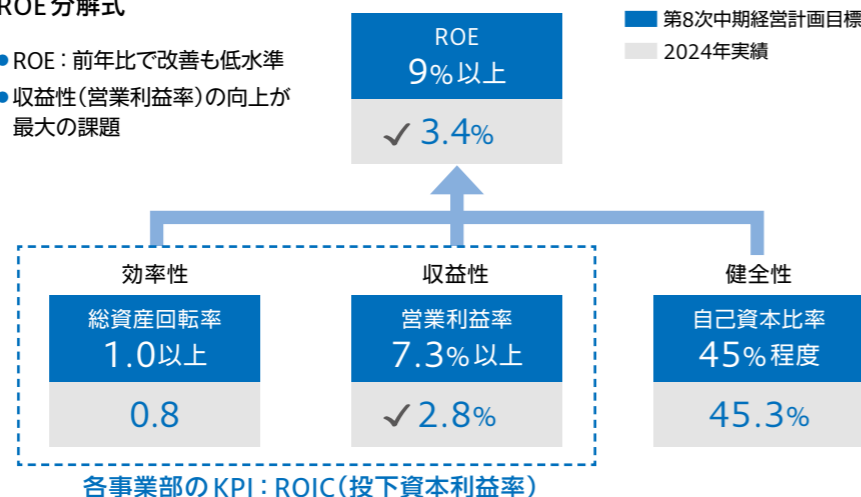 ROE分解式
●ROE：前年比で改善も低水準
●収益性（営業利益率）の向上が
最大の課題
第8次中期経営計画目標
2024年実績
ROE
9%以上
✓ 3.4%
効率性
総資産回転率
1.0以上
0.8
収益性
営業利益率
7.3%以上
✓ 2.8%
健全性
自己資本比率
45%程度
45.3%
各事業部のKPI：ROIC（投下資本利益率）